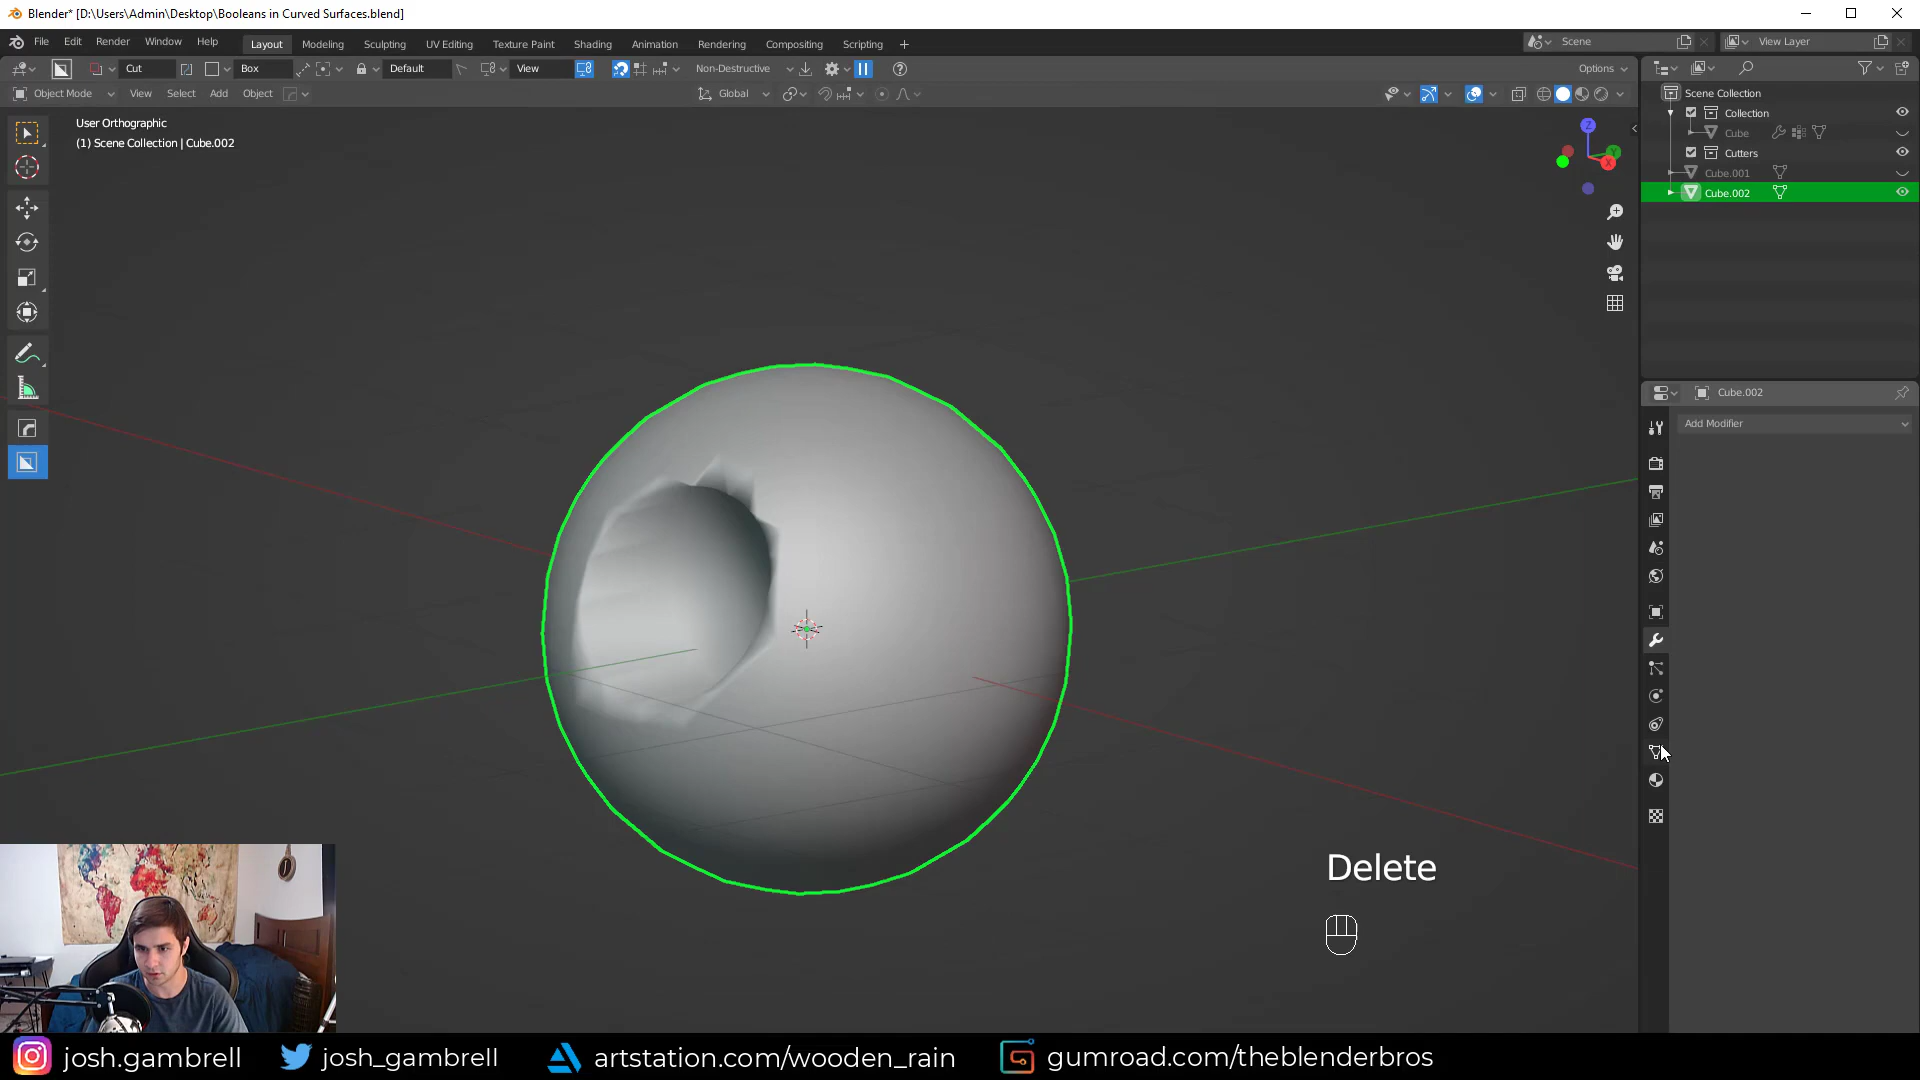 Blender* [D:\Users\Admin\Desktop\Booleans in Curved Surfaces.blend]
File Edit Render Window Help Layout Modeling Sculpting UV Editing Texture Paint Shading Animation Rendering Compositing Scripting + Scene View Layer
Cut Box Default View Non-Destructive Options
Object Mode View Select Add Object Global
User Orthographic
(1) Scene Collection | Cube.002
Z
Y
X
Scene Collection
Collection
Cube
Cutters
Cube.001
Cube.002
Cube.002
Add Modifier
Delete
josh.gambrell josh_gambrell artstation.com/wooden_rain gumroad.com/theblenderbros